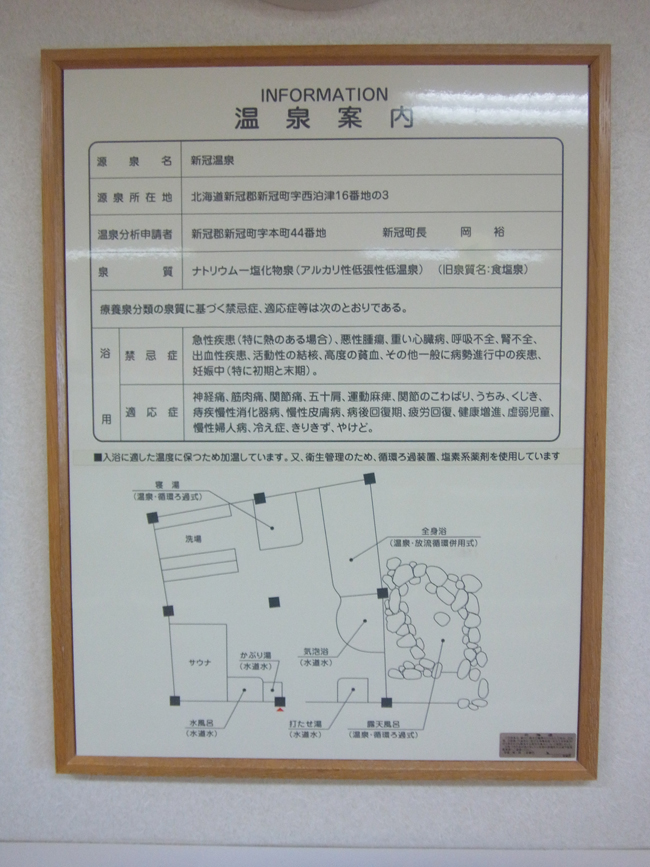 INFORMATION
温泉案内
源泉名 新冠温泉
源泉所在地 北海道新冠郡新冠町字西泊津16番地の3
温泉分析申請者 新冠郡新冠町字本町44番地 新冠町長 岡 裕
泉質 ナトリウムー塩化物泉（アルカリ性低張性低温泉） （旧泉質名：食塩泉）
療養泉分類の泉質に基づく禁忌症、適応症等は次のとおりである。
浴用
禁忌症
急性疾患（特に熱のある場合）、悪性腫瘍、重い心臓病、呼吸不全、腎不全、
出血性疾患、活動性の結核、高度の貧血、その他一般に病勢進行中の疾患、
妊娠中（特に初期と末期）。
適応症
神経痛、筋肉痛、関節痛、五十肩、運動麻痺、関節のこわばり、うちみ、くじき、
痔疾慢性消化器病、慢性皮膚病、病後回復期、疲労回復、健康増進、虚弱児童、
慢性婦人病、冷え症、きりきず、やけど。
■入浴に適した温度に保つため加温しています。又、衛生管理のため、循環ろ過装置、塩素系薬剤を使用しています
寝湯
（温泉・循環ろ過式）
洗場
全身浴
（温泉・放流循環併用式）
サウナ
かぶり湯
（水道水）
気泡浴
（水道水）
水風呂
（水道水）
打たせ湯
（水道水）
露天風呂
（温泉・循環ろ過式）